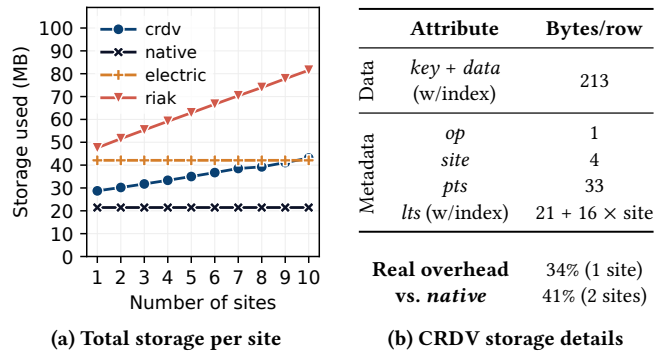 Storage used (MB)
100
90
80
70
60
50
40
30
20
10
0
crdv
native
electric
riak
1 2 3 4 5 6 7 8 9 10
Number of sites
(a) Total storage per site
Attribute Bytes/row
Data
key + data
(w/index)
213
Metadata
op 1
site 4
pts 33
lts (w/index) 21 + 16 × site
Real overhead 34% (1 site)
vs. native 41% (2 sites)
(b) CRDV storage details